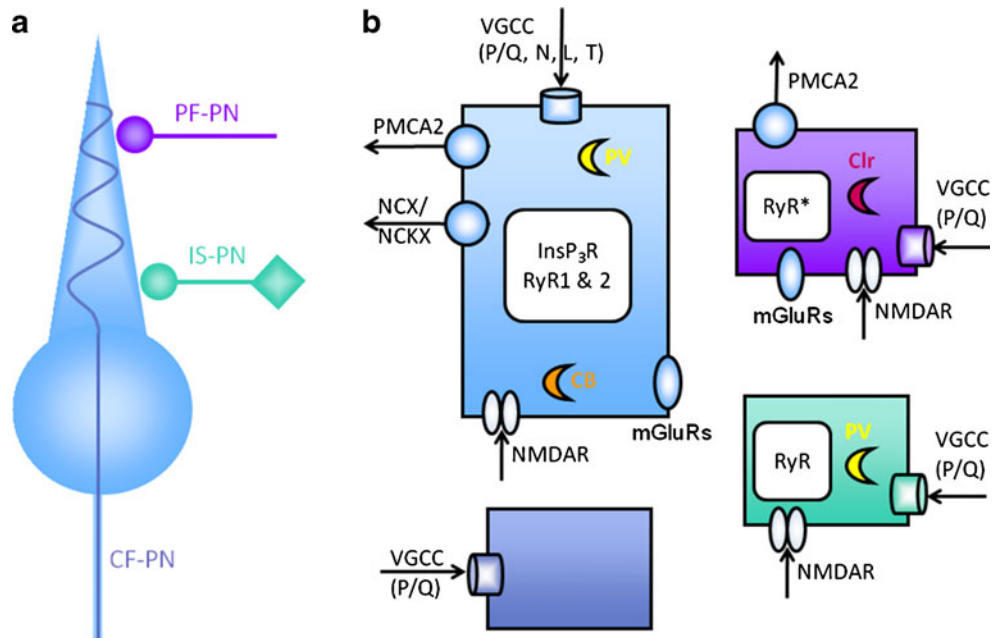 a
PF-PN
IS-PN
CF-PN
b
VGCC
(P/Q, N, L, T)
PMCA2
PV
NCX/
NCKX
InsP₃R
RyR1 & 2
CB
mGluRs
NMDAR
VGCC
(P/Q)
PMCA2
Clr
RyR*
VGCC
(P/Q)
mGluRs
NMDAR
PV
RyR
VGCC
(P/Q)
NMDAR